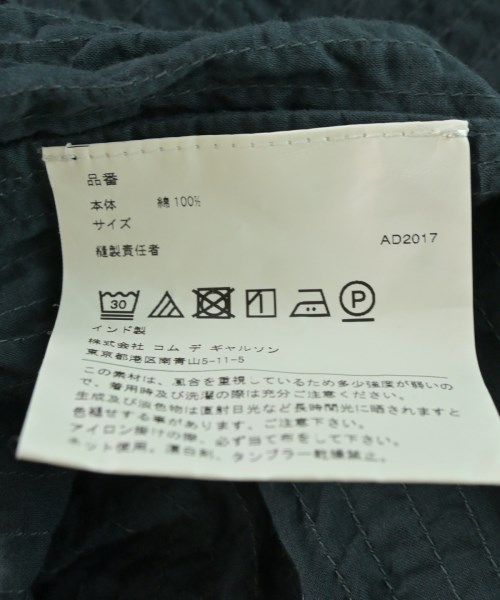 品番
本体 綿 100%
サイズ
縫製責任者
AD2017
30
インド製
株式会社 コム デ ギャルソン
東京都港区南青山5-11-5
この素材は、風合を重視しているため多少強度が弱いの
で、着用時及び洗濯の際は充分ご注意ください。
生成及び淡色物は直射日光など長時間光に晒されますと
色褪せする事があります、ご注意下さい。
アイロン掛けの際、必ず当て布をして下さい。
ネット使用。漂白剤、タンブラー乾燥禁止。